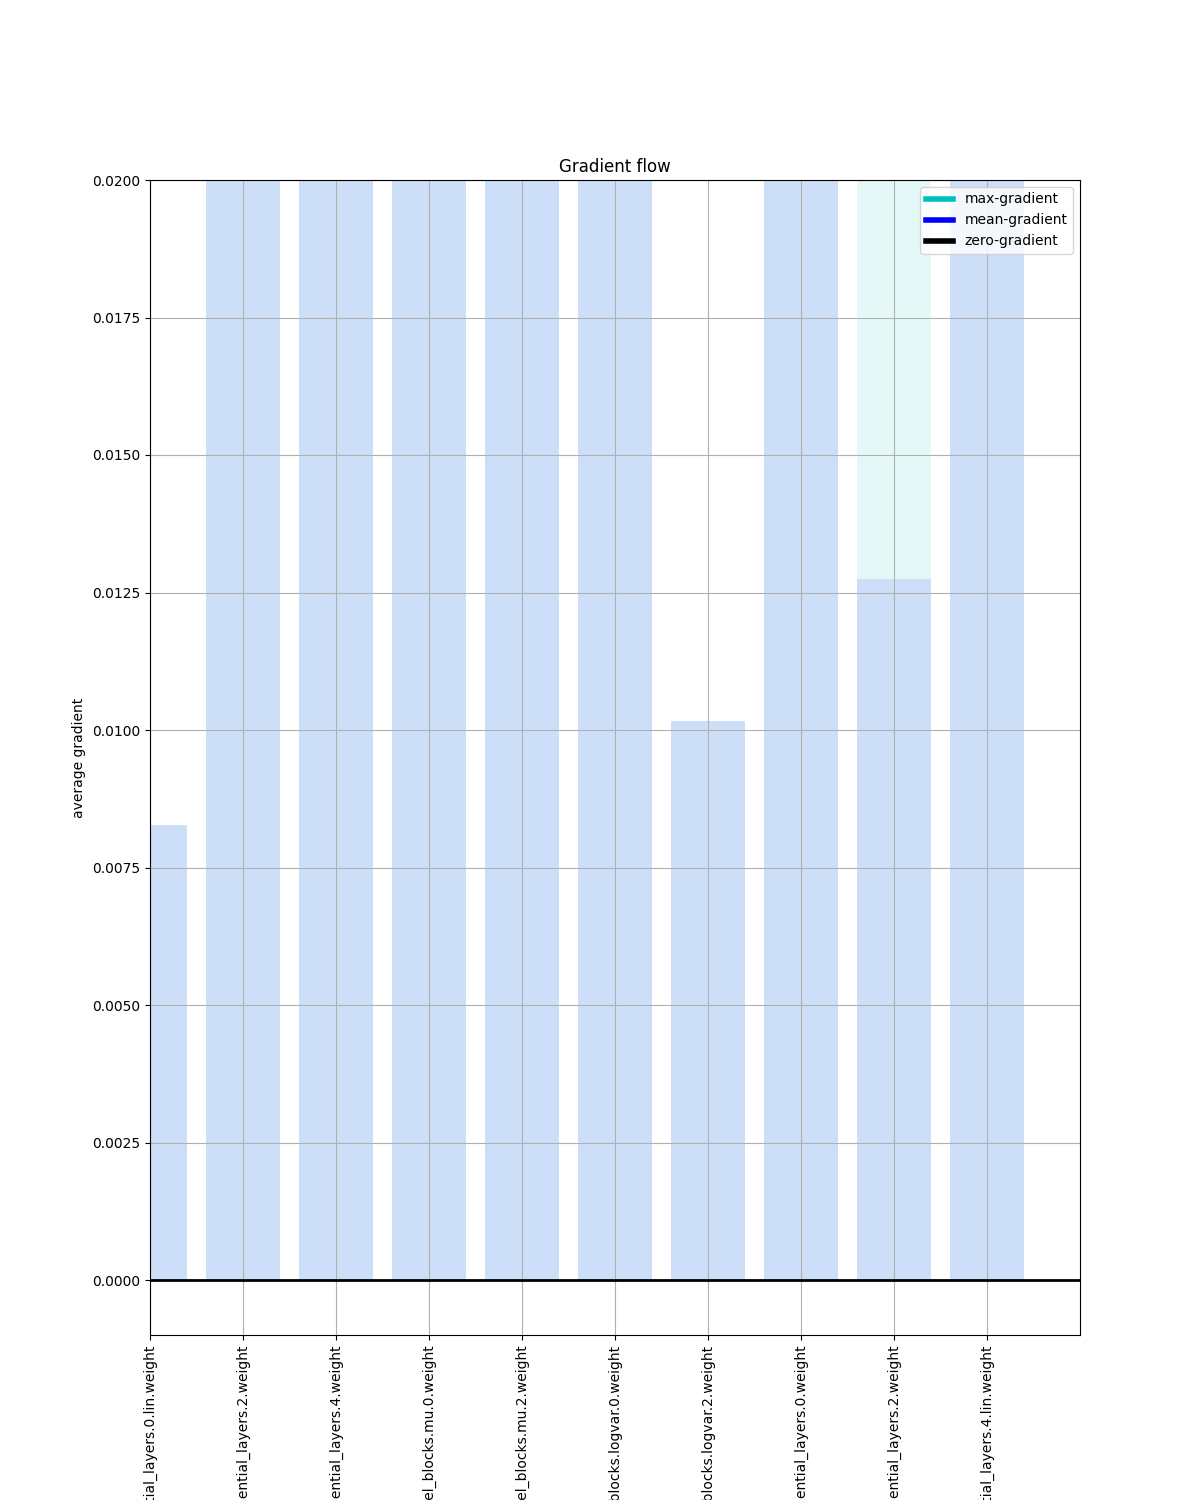 Gradient flow
max-gradient
mean-gradient
zero-gradient
0.0200
0.0175
0.0150
0.0125
0.0100
0.0075
0.0050
0.0025
0.0000
average gradient
tial_layers.0.lin.weight
ential_layers.2.weight
ential_layers.4.weight
el_blocks.mu.0.weight
el_blocks.mu.2.weight
blocks.logvar.0.weight
blocks.logvar.2.weight
ential_layers.0.weight
ential_layers.2.weight
tial_layers.4.lin.weight